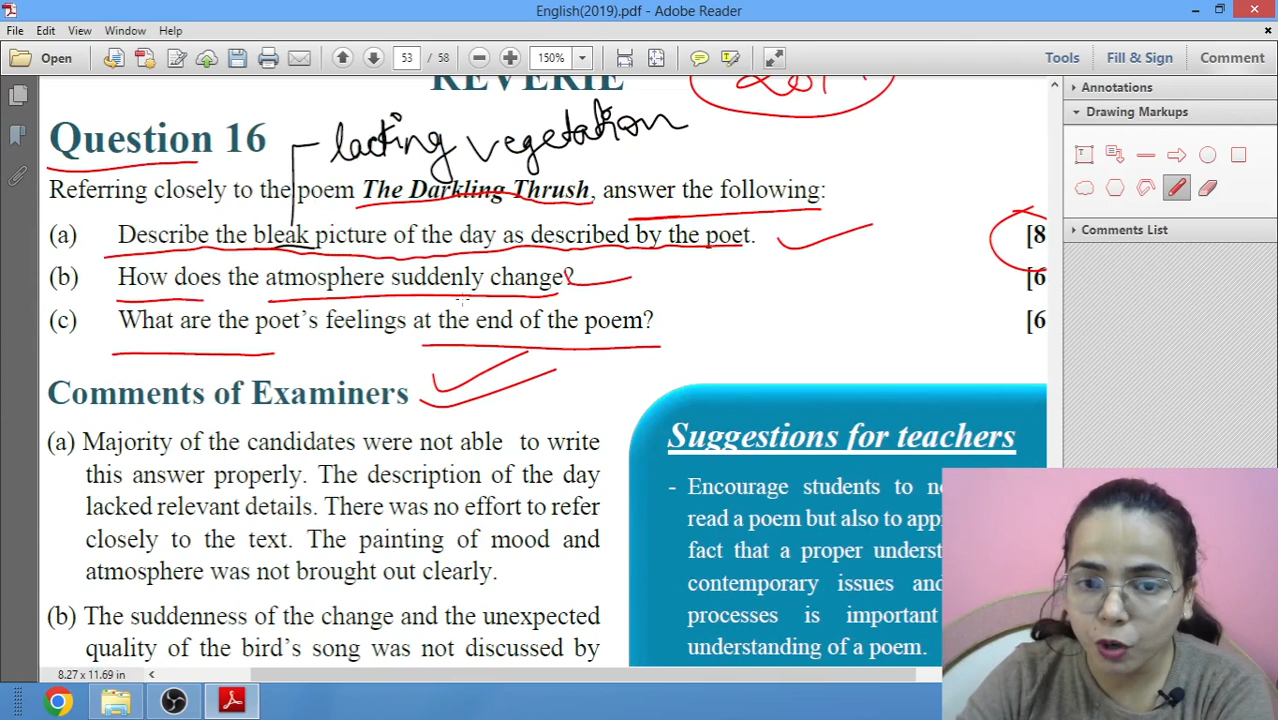 English(2019).pdf - Adobe Reader
File Edit View Window Help
Open 53 / 58 150% Tools Fill & Sign Comment
REVERIE
Annotations
Drawing Markups
Comments List
Question 16
lacting vegetation
Referring closely to the poem The Darkling Thrush, answer the following:
(a) Describe the bleak picture of the day as described by the poet. [8
(b) How does the atmosphere suddenly change? [6
(c) What are the poet's feelings at the end of the poem? [6
Comments of Examiners
(a) Majority of the candidates were not able to write
this answer properly. The description of the day
lacked relevant details. There was no effort to refer
closely to the text. The painting of mood and
atmosphere was not brought out clearly.
(b) The suddenness of the change and the unexpected
quality of the bird's song was not discussed by
Suggestions for teachers
- Encourage students to
read a poem but also to
fact that a proper
contemporary issues
processes is important
understanding of a poem.
8.27 x 11.69 in